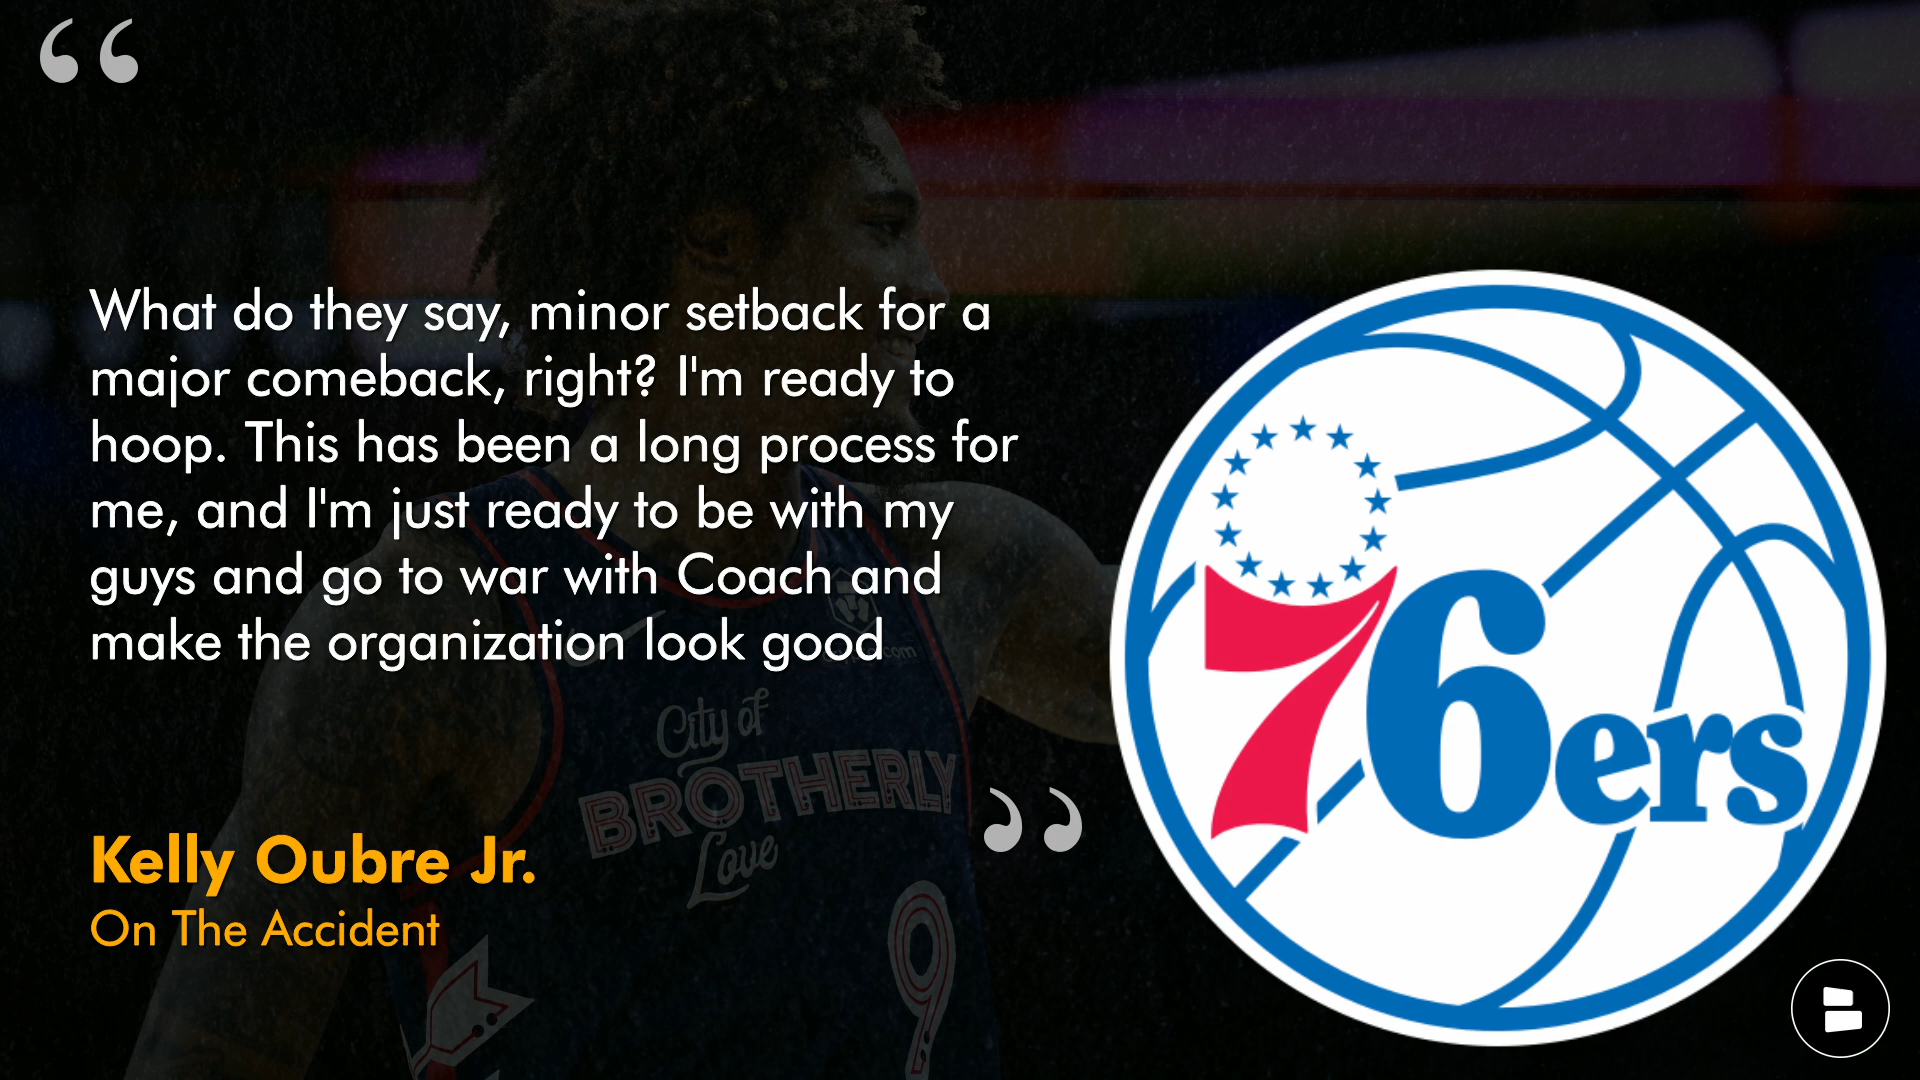 “
What do they say, minor setback for a
major comeback, right? I'm ready to
hoop. This has been a long process for
me, and I'm just ready to be with my
guys and go to war with Coach and
make the organization look good
”
Kelly Oubre Jr.
On The Accident
City of
BROTHERLY
Love
9
76ers